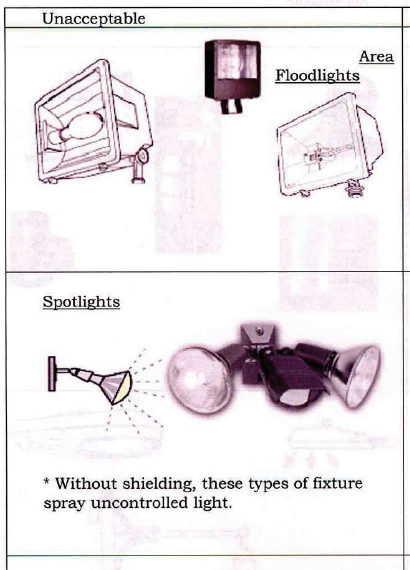 Unacceptable
Area
Floodlights
Spotlights
* Without shielding, these types of fixture
spray uncontrolled light.